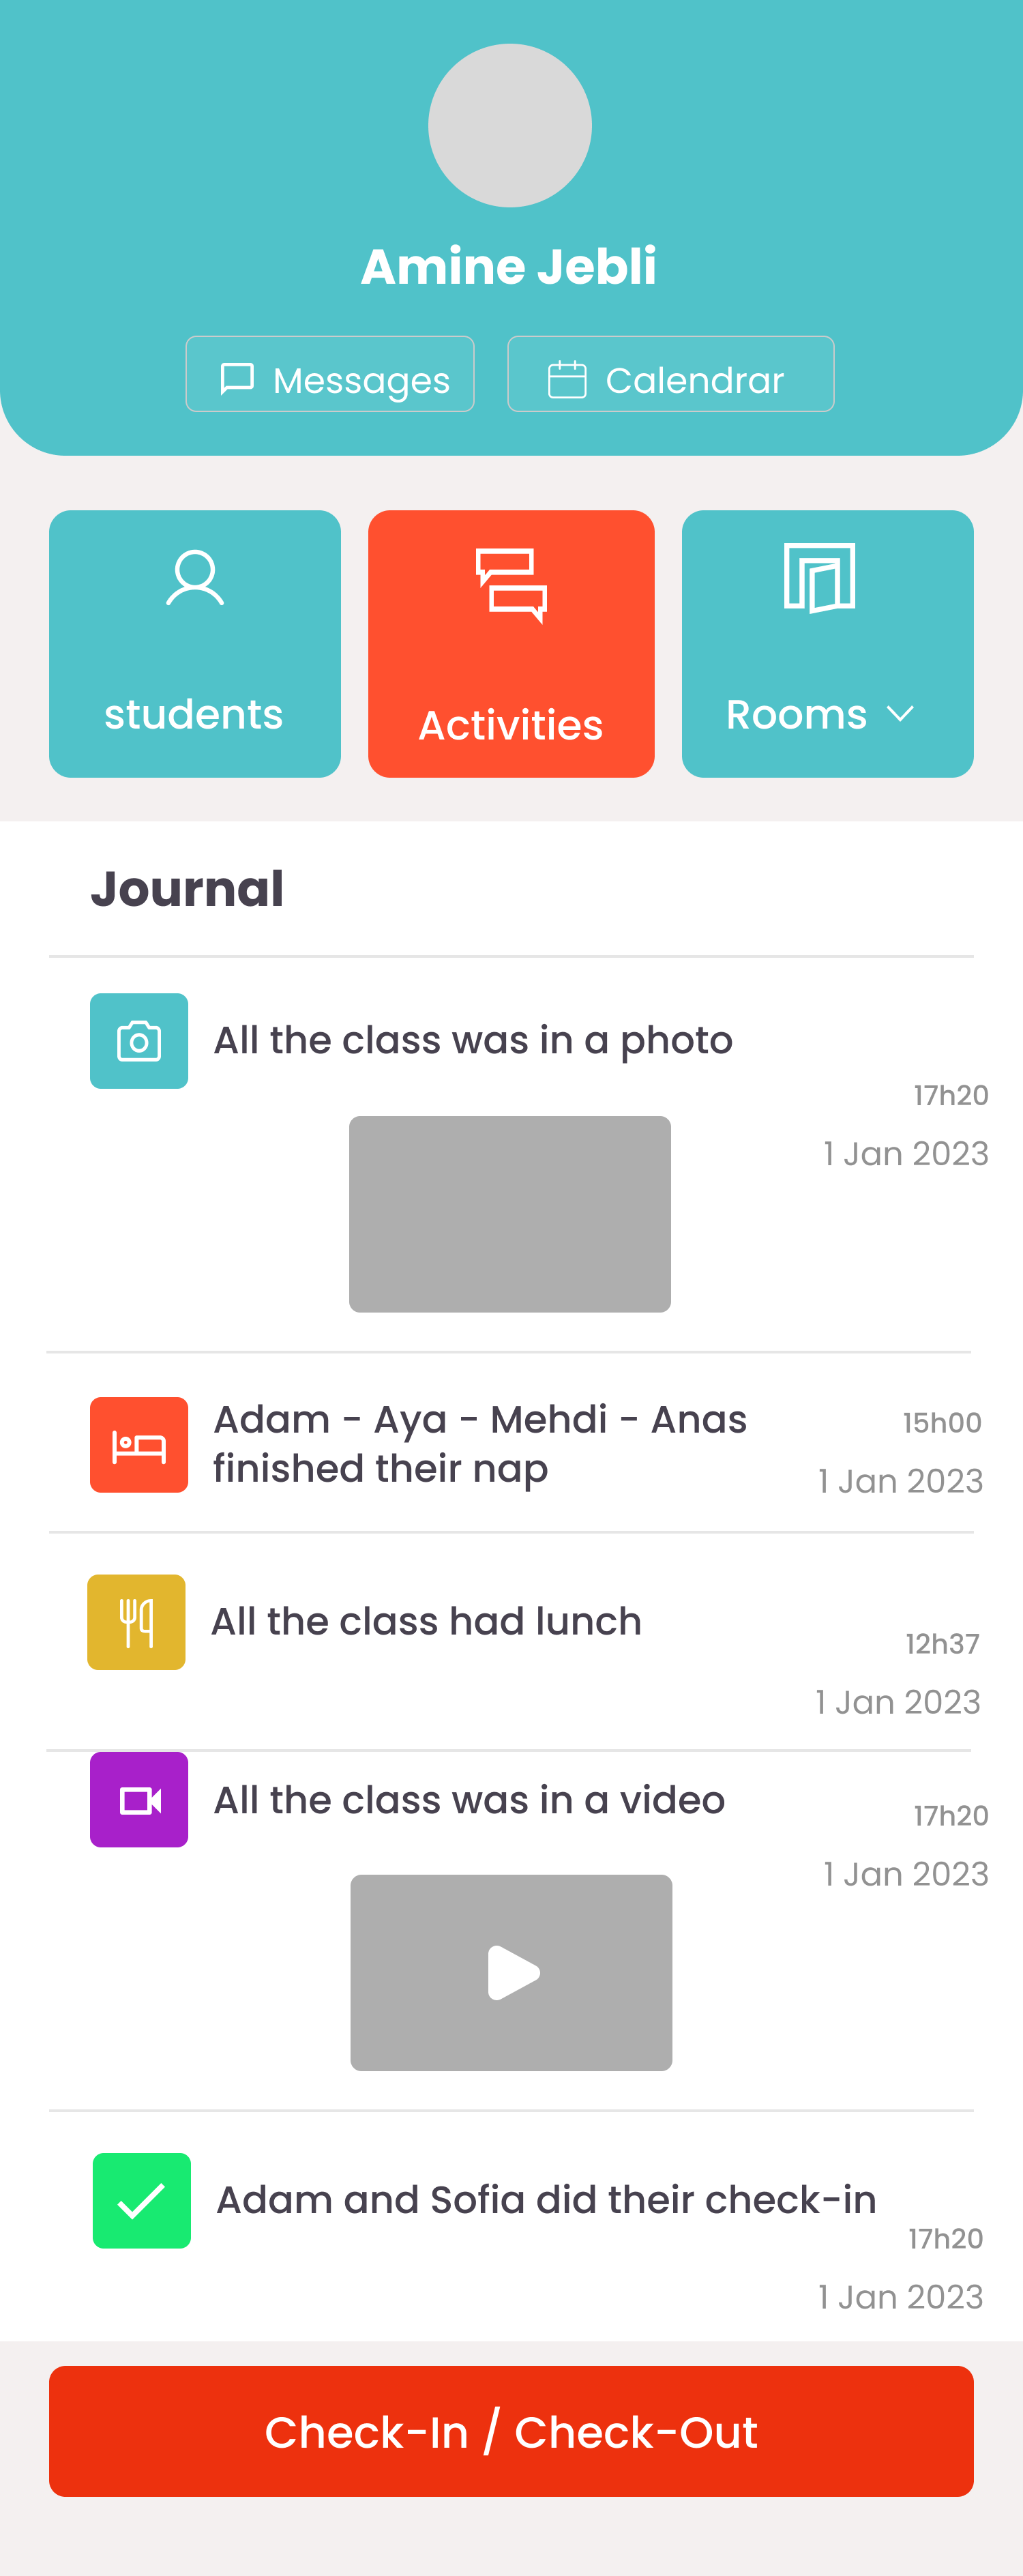 Amine Jebli
Messages
Calendrar
students
Activities
Rooms
Journal
All the class was in a photo
17h20
1 Jan 2023
Adam - Aya - Mehdi - Anas
finished their nap
15h00
1 Jan 2023
All the class had lunch
12h37
1 Jan 2023
All the class was in a video
17h20
1 Jan 2023
Adam and Sofia did their check-in
17h20
1 Jan 2023
Check-In / Check-Out